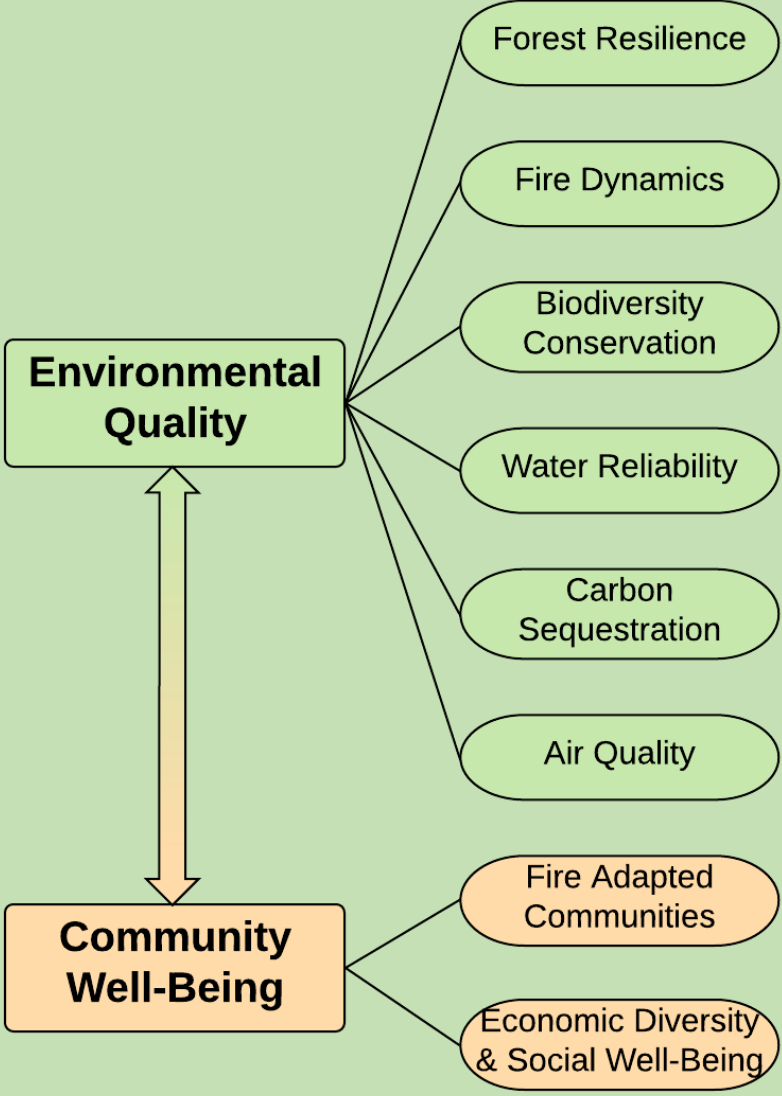 Forest Resilience
Fire Dynamics
Biodiversity
Conservation
Environmental
Quality
Water Reliability
Carbon
Sequestration
Air Quality
Fire Adapted
Communities
Community
Well-Being
Economic Diversity
& Social Well-Being